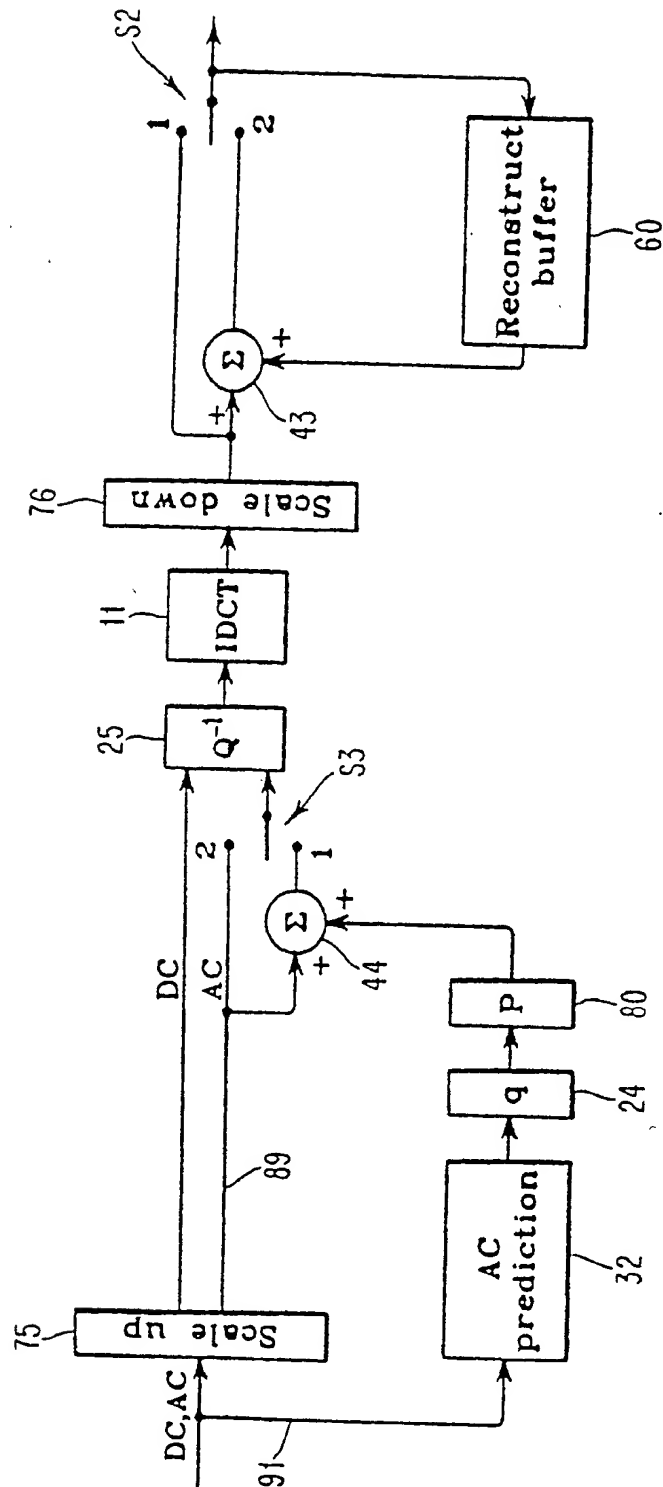 DC,AC
91
75
Scale up
DC
AC
89
2
1
S3
Σ
+
+
44
AC
prediction
32
q
24
P
80
25
Q⁻¹
11
IDCT
76
Scale down
+
Σ
+
43
1
2
S2
Reconstruct
buffer
60